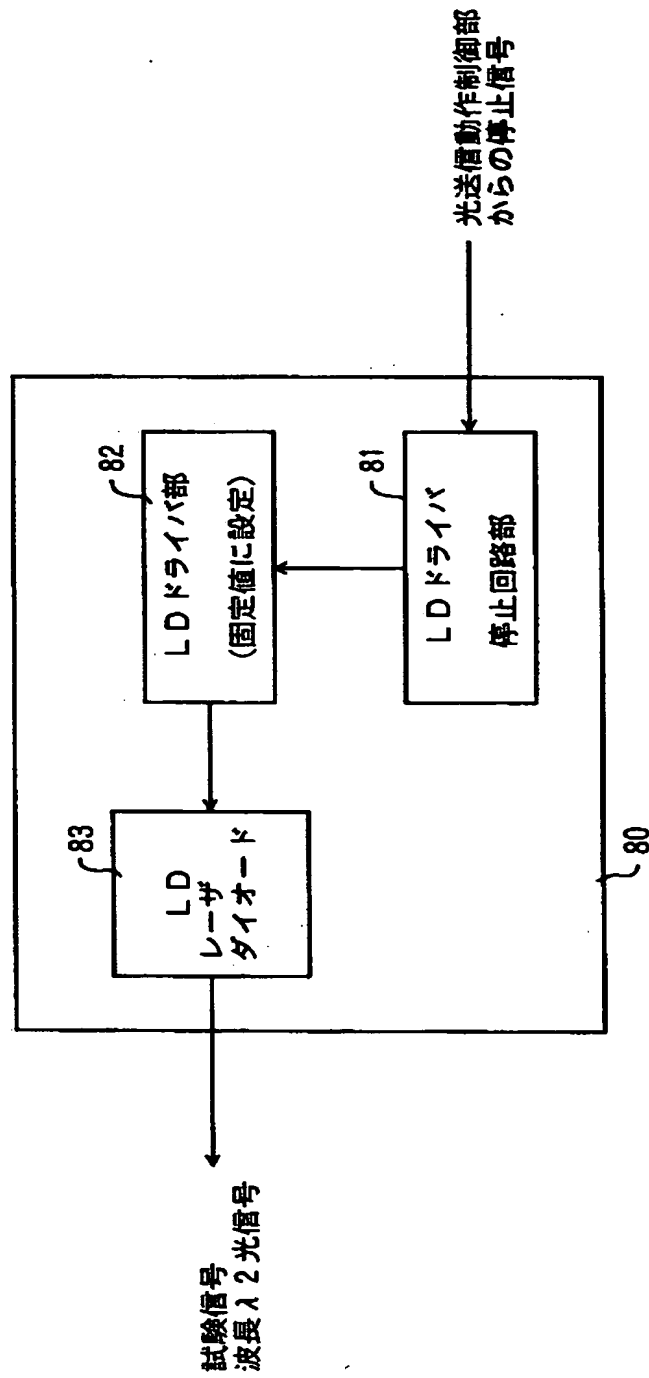 試験信号
波長λ2光信号
83
LD
レーザ
ダイオード
82
LDドライバ部
(固定値に設定)
81
LDドライバ
停止回路部
光送信動作制御部
からの停止信号
80